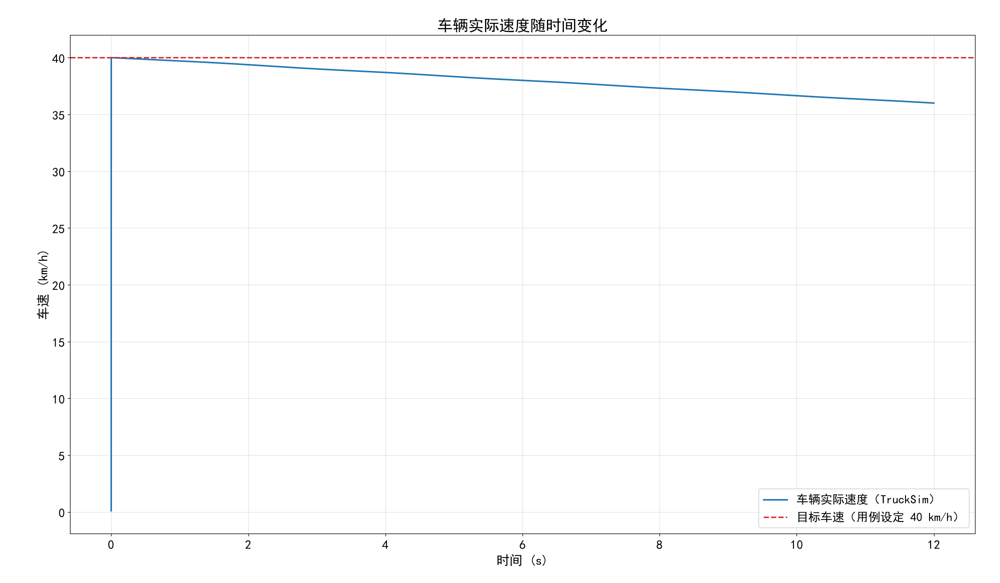 车辆实际速度随时间变化
40
35
30
25
20
15
10
5
0
车速 (km/h)
车辆实际速度（TruckSim）
目标车速（用例设定 40 km/h）
0 2 4 6 8 10 12
时间 (s)